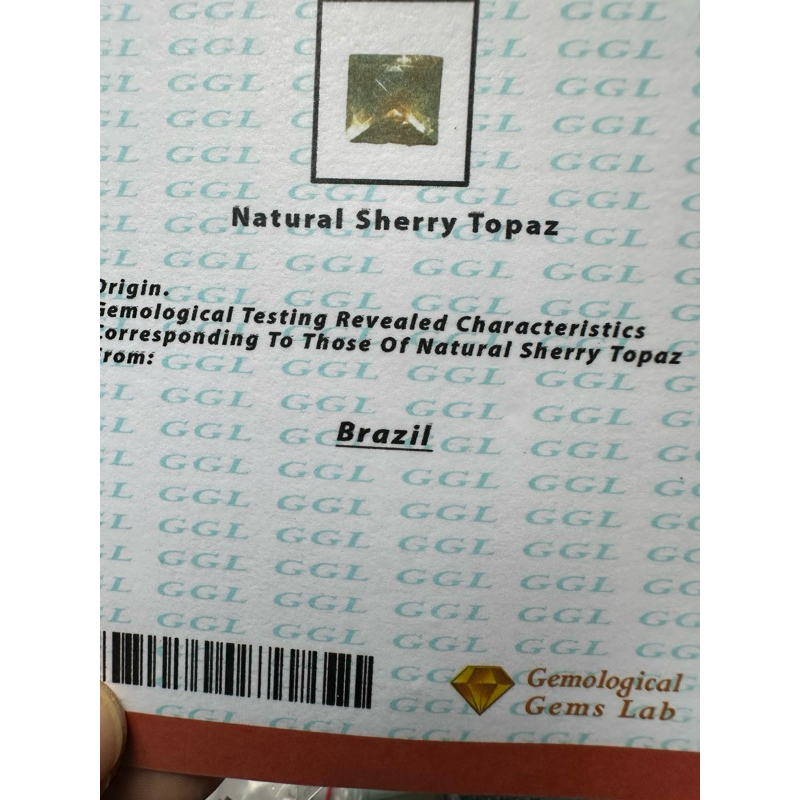 Natural Sherry Topaz
Origin.
Gemological Testing Revealed Characteristics
Corresponding To Those Of Natural Sherry Topaz
From:
Brazil
Gemological
Gems Lab
GGL